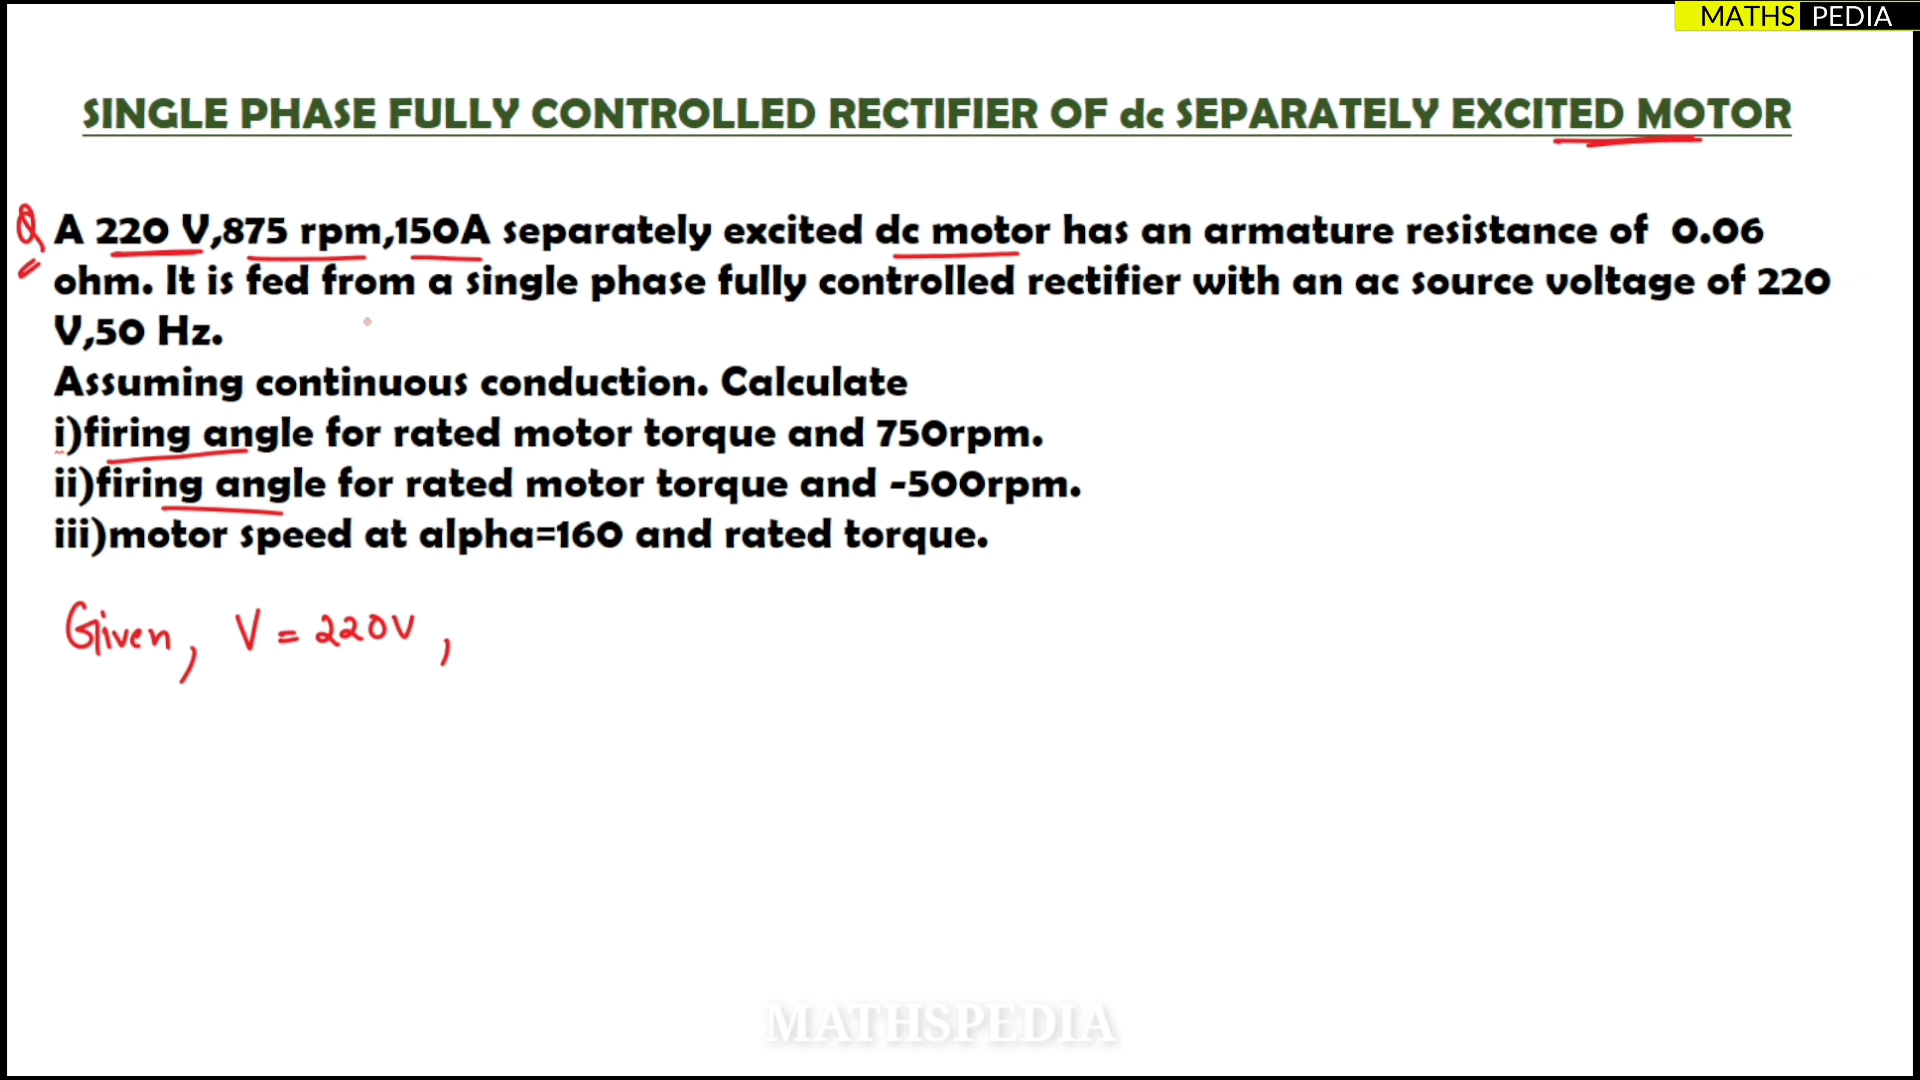 MATHS PEDIA
SINGLE PHASE FULLY CONTROLLED RECTIFIER OF dc SEPARATELY EXCITED MOTOR
Q A 220 V,875 rpm,150A separately excited dc motor has an armature resistance of 0.06
ohm. It is fed from a single phase fully controlled rectifier with an ac source voltage of 220
V,50 Hz.
Assuming continuous conduction. Calculate
i)firing angle for rated motor torque and 750rpm.
ii)firing angle for rated motor torque and -500rpm.
iii)motor speed at alpha=160 and rated torque.
Given, V = 220V ,
MATHSPEDIA